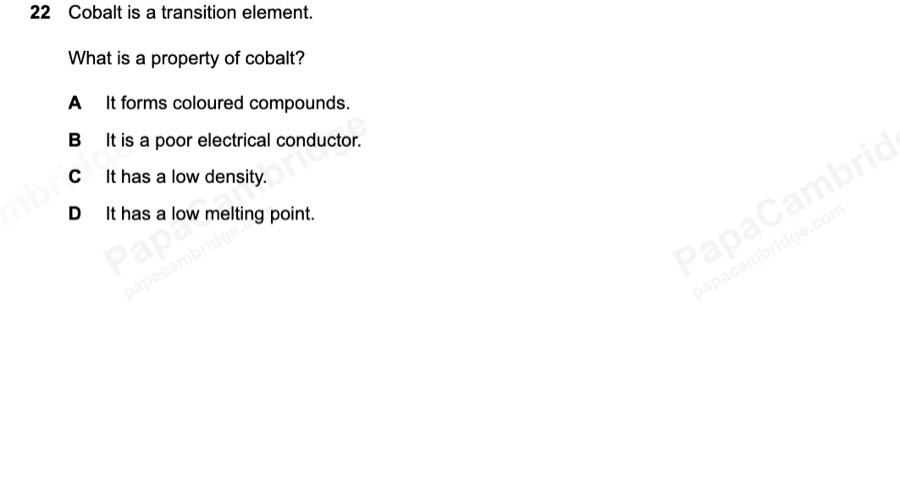 22 Cobalt is a transition element.
What is a property of cobalt?
A It forms coloured compounds.
B It is a poor electrical conductor.
C It has a low density.
D It has a low melting point.
PapaCambridge
papacambridge.com
PapaCambrid
papacambridge.com